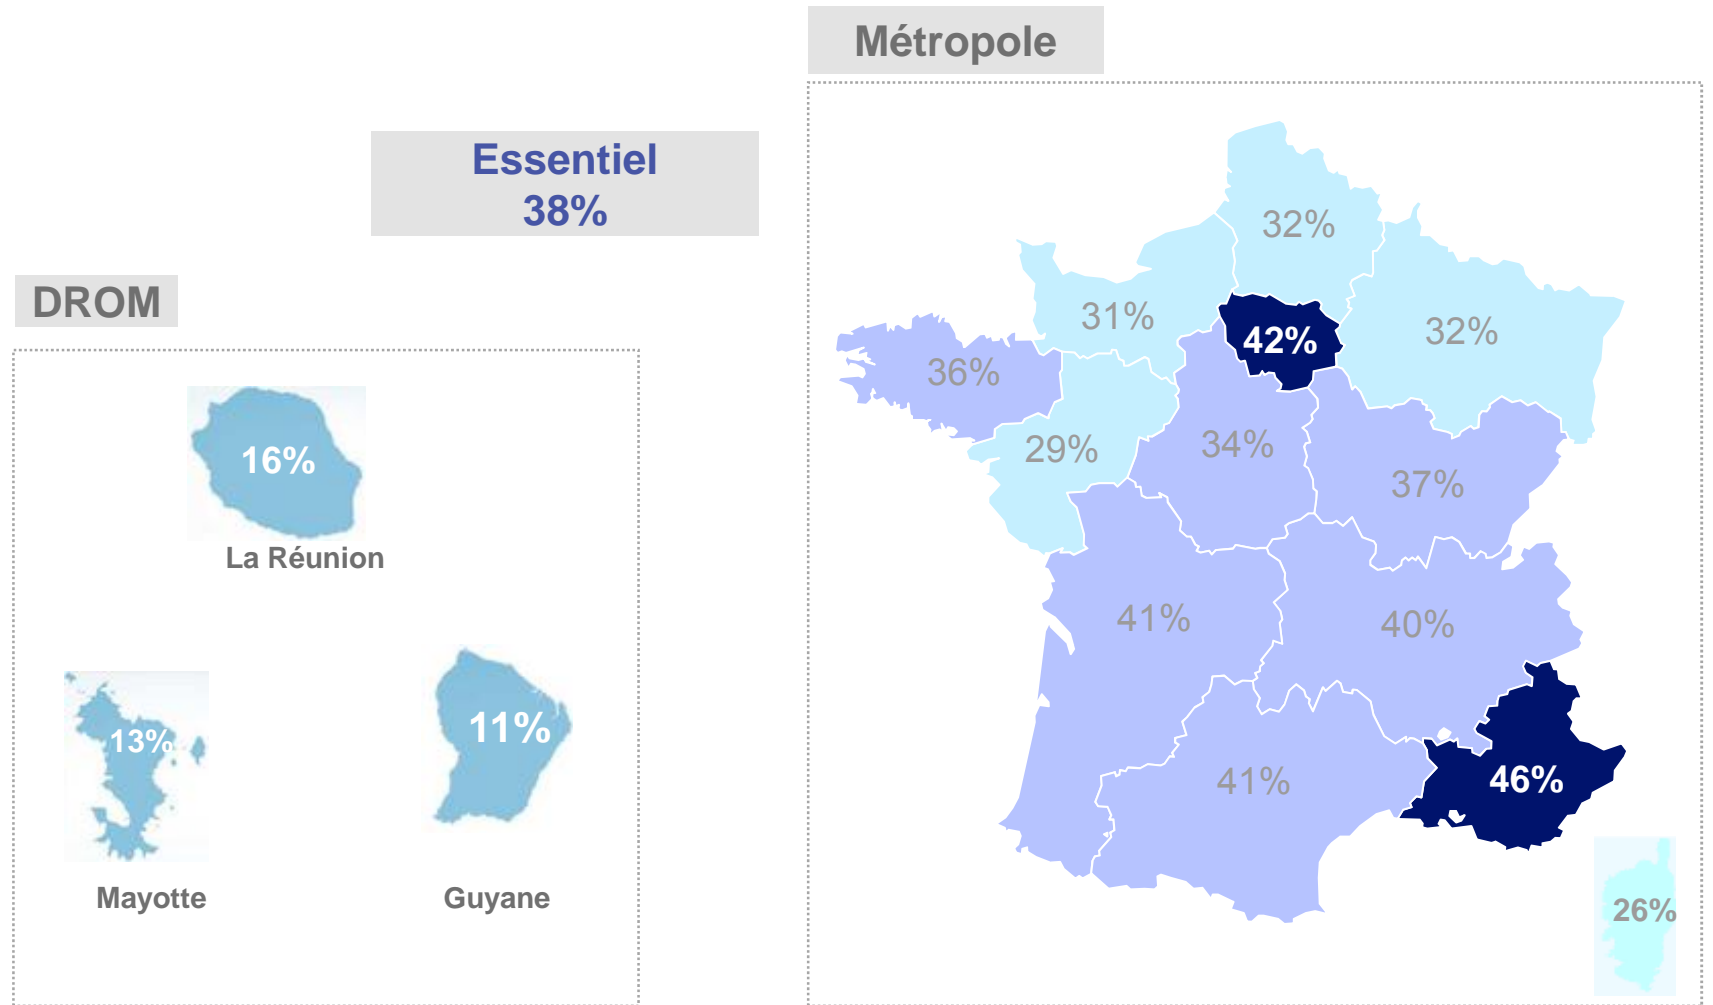 Métropole
Essentiel
38%
DROM
16%
La Réunion
13%
11%
Mayotte
Guyane
32%
31%
42%
32%
36%
29%
34%
37%
41%
40%
41%
46%
26%